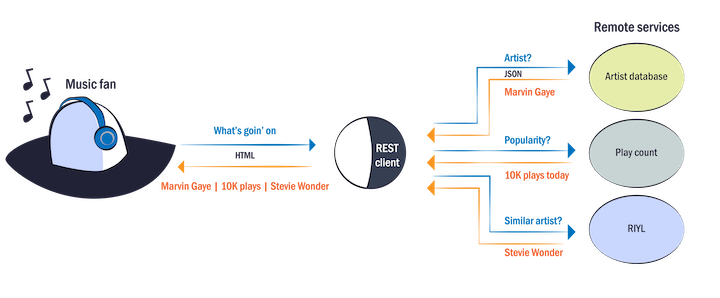 Remote services
Music fan
What's goin' on
HTML
Marvin Gaye | 10K plays | Stevie Wonder
REST
client
Artist?
JSON
Marvin Gaye
Artist database
Popularity?
10K plays today
Play count
Similar artist?
Stevie Wonder
RIYL